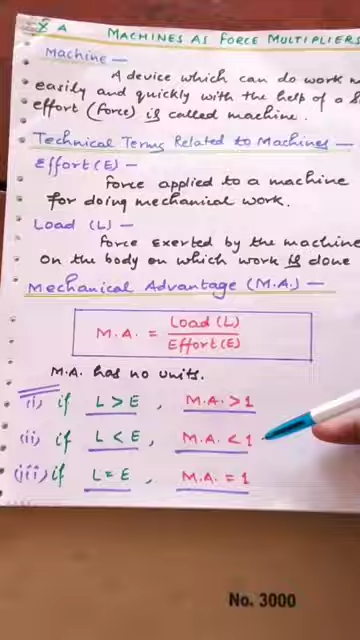 8 A MACHINES AS FORCE MULTIPLIERS
Machine —
A device which can do work
easily and quickly with the help of a
effort (force) is called machine.
Technical Terms Related to Machines —
Effort (E) —
Force applied to a machine
for doing mechanical work.
Load (L) —
Force exerted by the machine
on the body on which work is done
Mechanical Advantage (M.A.) —
M.A. = Load (L)
Effort (E)
M.A. has no units.
(i) if L > E , M.A. > 1
(ii) if L < E , M.A. < 1
(iii) if L = E , M.A. = 1
No. 3000